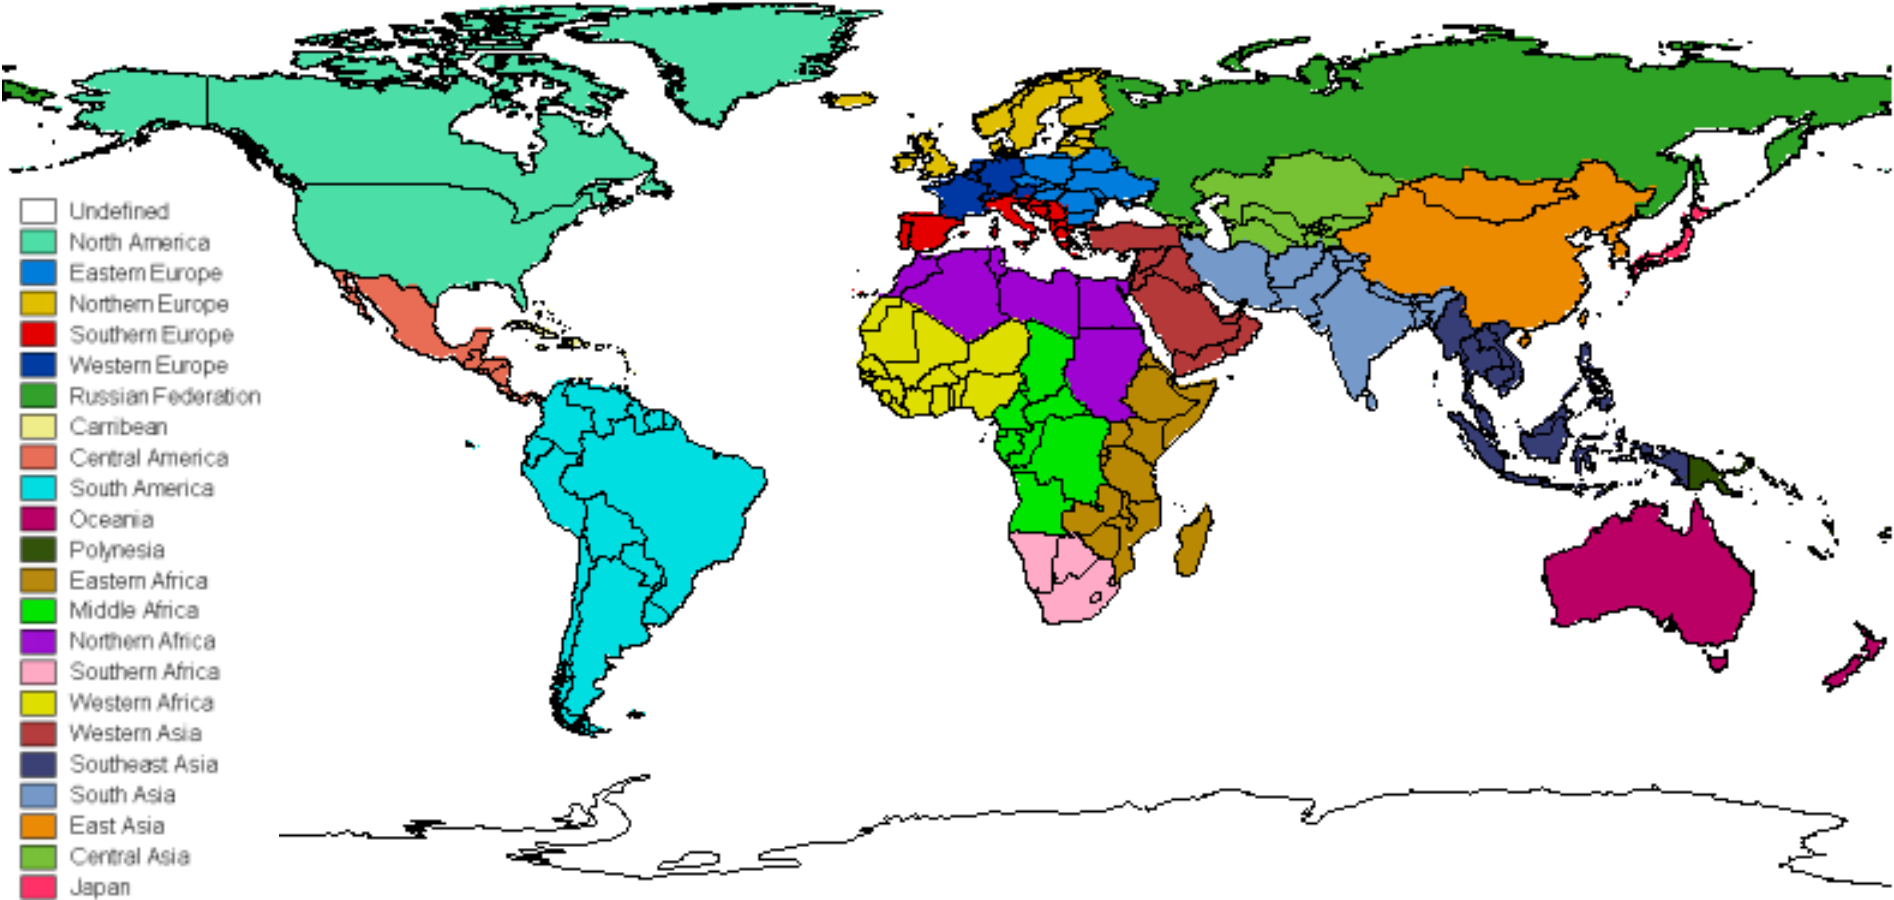 Undefined
North America
Eastern Europe
Northern Europe
Southern Europe
Western Europe
Russian Federation
Carribean
Central America
South America
Oceania
Polynesia
Eastern Africa
Middle Africa
Northern Africa
Southern Africa
Western Africa
Western Asia
Southeast Asia
South Asia
East Asia
Central Asia
Japan